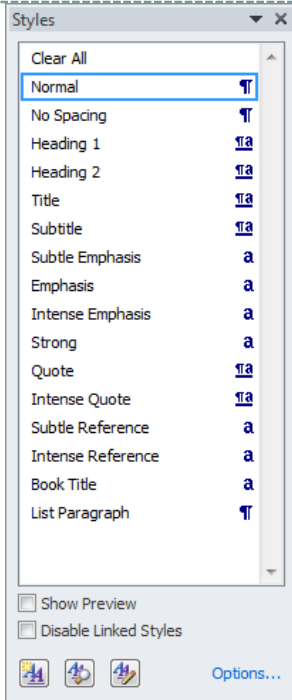 Styles
Clear All
Normal ¶
No Spacing ¶
Heading 1 ¶a
Heading 2 ¶a
Title ¶a
Subtitle ¶a
Subtle Emphasis a
Emphasis a
Intense Emphasis a
Strong a
Quote ¶a
Intense Quote ¶a
Subtle Reference a
Intense Reference a
Book Title a
List Paragraph ¶
Show Preview
Disable Linked Styles
Options...